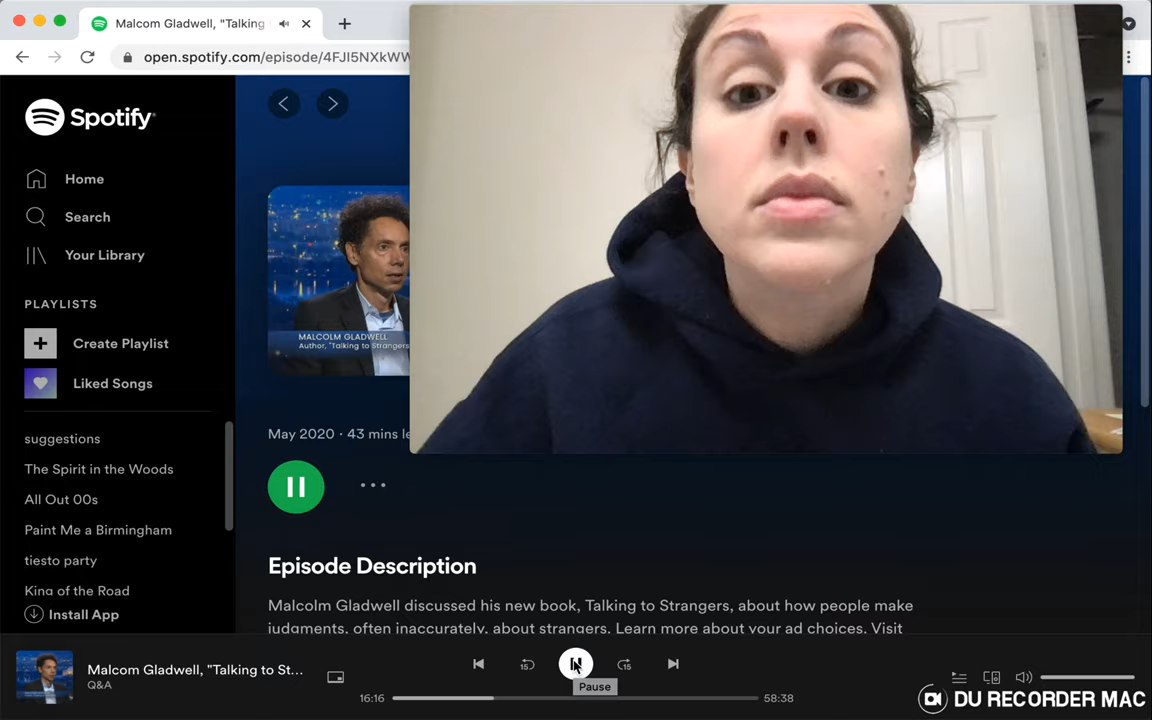 Malcom Gladwell, "Talking
open.spotify.com/episode/4FJI5NXkWW
Spotify
Home
Search
Your Library
PLAYLISTS
Create Playlist
Liked Songs
suggestions
The Spirit in the Woods
All Out 00s
Paint Me a Birmingham
tiesto party
King of the Road
Install App
MALCOLM GLADWELL
Author, "Talking to Strangers
May 2020 · 43 mins le
Episode Description
Malcolm Gladwell discussed his new book, Talking to Strangers, about how people make
judgments, often inaccurately, about strangers. Learn more about your ad choices. Visit
Malcom Gladwell, "Talking to St...
Q&A
15
15
Pause
16:16
58:38
DU RECORDER MAC